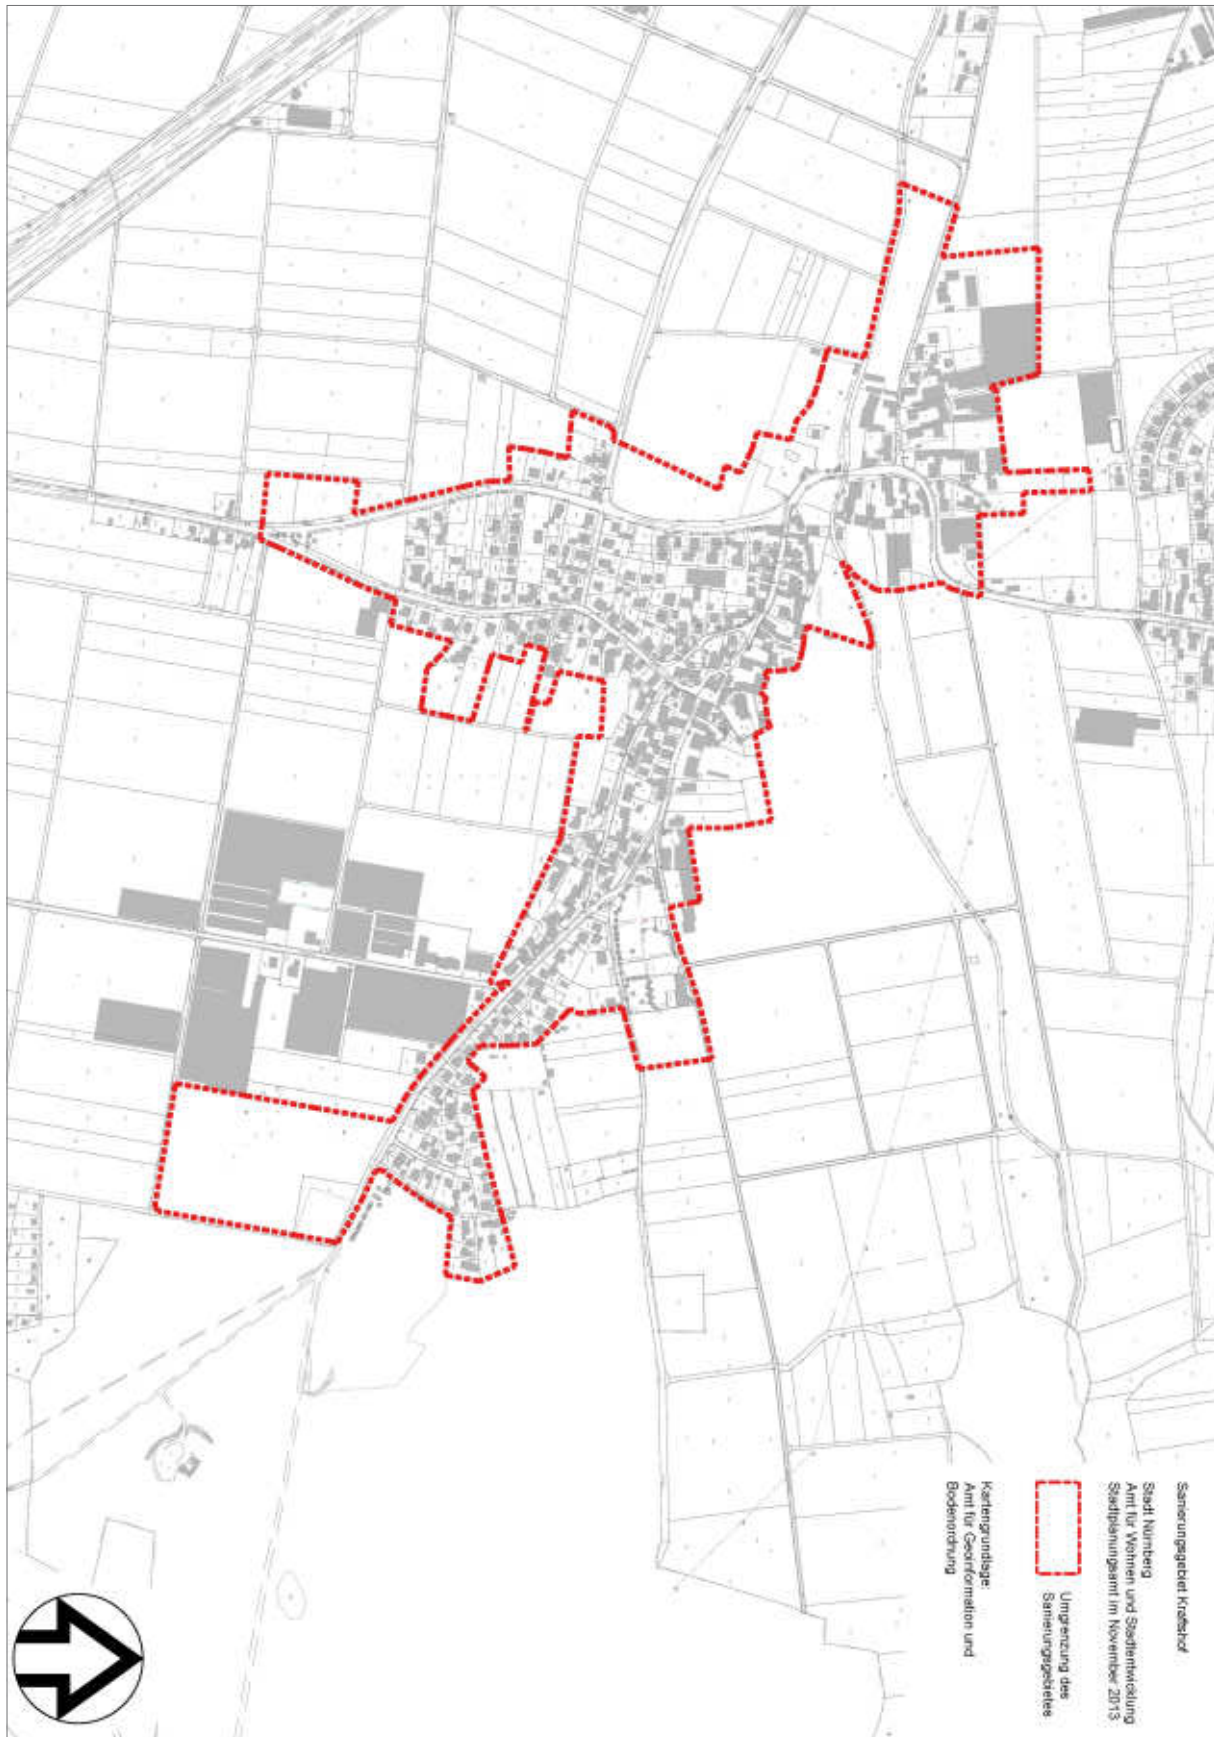 Sanierungsgebiet Kraftshof
Stadt Nürnberg
Amt für Wohnen und Stadtentwicklung
Stadtplanungsamt im November 2013
Umgrenzung des
Sanierungsgebietes
Kartengrundlage:
Amt für Geoinformation und
Bodenordnung